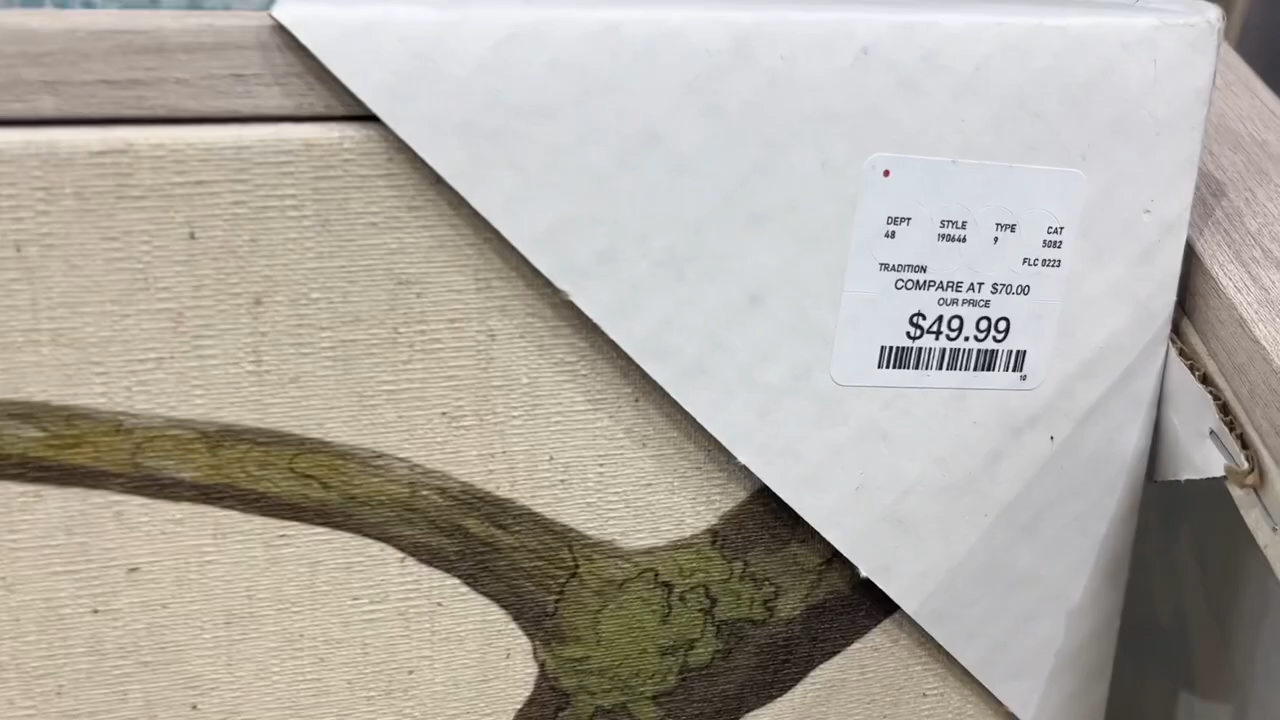 DEPT STYLE TYPE CAT
48 190646 9 5082
FLC 0223
TRADITION
COMPARE AT $70.00
OUR PRICE
$49.99
10